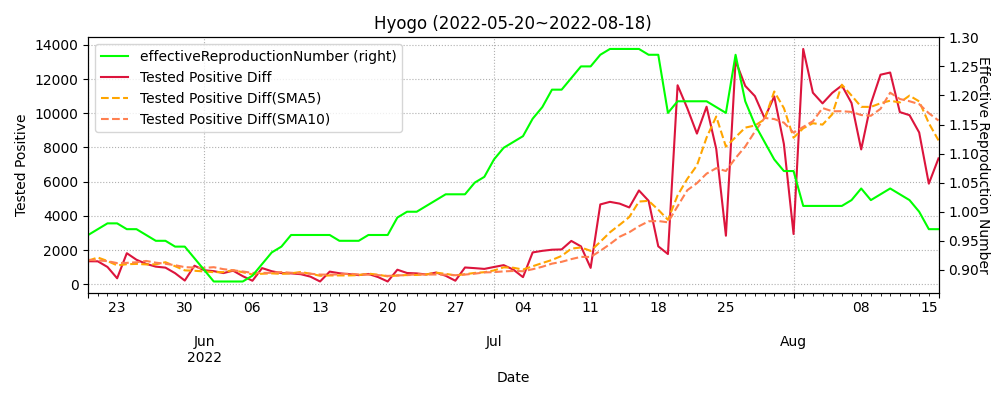 Hyogo (2022-05-20~2022-08-18)
effectiveReproductionNumber (right)
Tested Positive Diff
Tested Positive Diff(SMA5)
Tested Positive Diff(SMA10)
Tested Positive
14000
12000
10000
8000
6000
4000
2000
0
1.30
1.25
1.20
1.15
1.10
1.05
1.00
0.95
0.90
Effective Reproduction Number
23 30 06 13 20 27 04 11 18 25 08 15
Jun Jul Aug
2022
Date